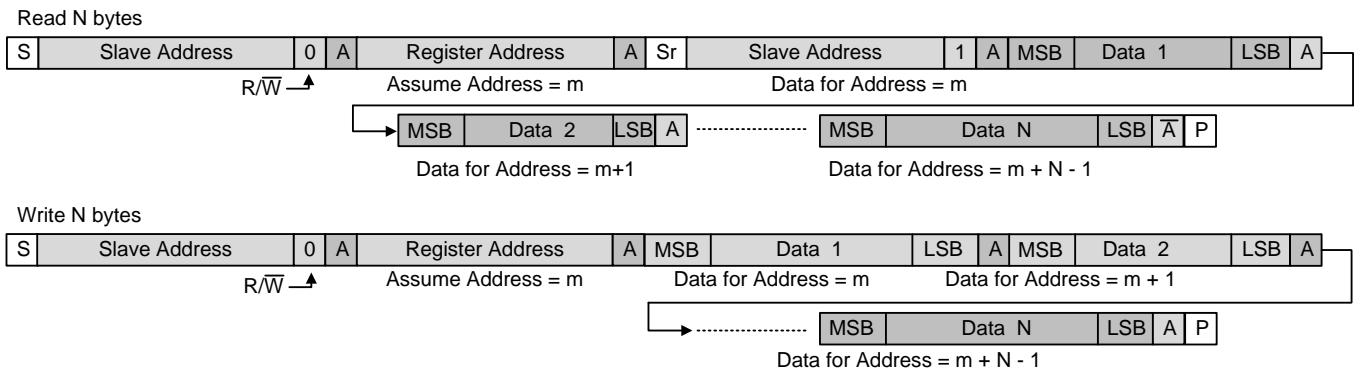 Read N bytes
S Slave Address 0 A Register Address A Sr Slave Address 1 A MSB Data 1 LSB A
R/W̅ Assume Address = m Data for Address = m
MSB Data 2 LSB A MSB Data N LSB A̅ P
Data for Address = m+1 Data for Address = m + N - 1
Write N bytes
S Slave Address 0 A Register Address A MSB Data 1 LSB A MSB Data 2 LSB A
R/W̅ Assume Address = m Data for Address = m Data for Address = m + 1
MSB Data N LSB A P
Data for Address = m + N - 1